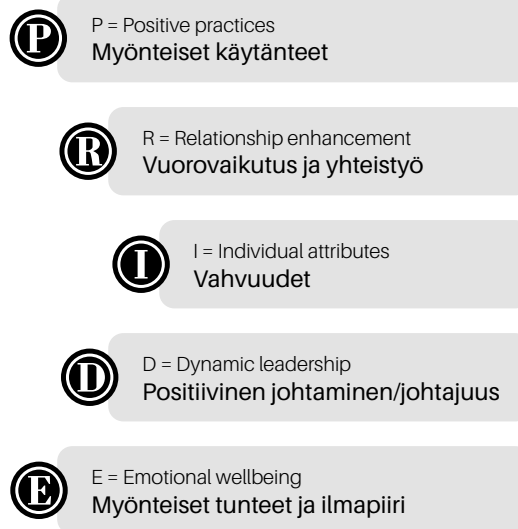 P
P = Positive practices
Myönteiset käytänteet
R
R = Relationship enhancement
Vuorovaikutus ja yhteistyö
I
I = Individual attributes
Vahvuudet
D
D = Dynamic leadership
Positiivinen johtaminen/johtajuus
E
E = Emotional wellbeing
Myönteiset tunteet ja ilmapiiri